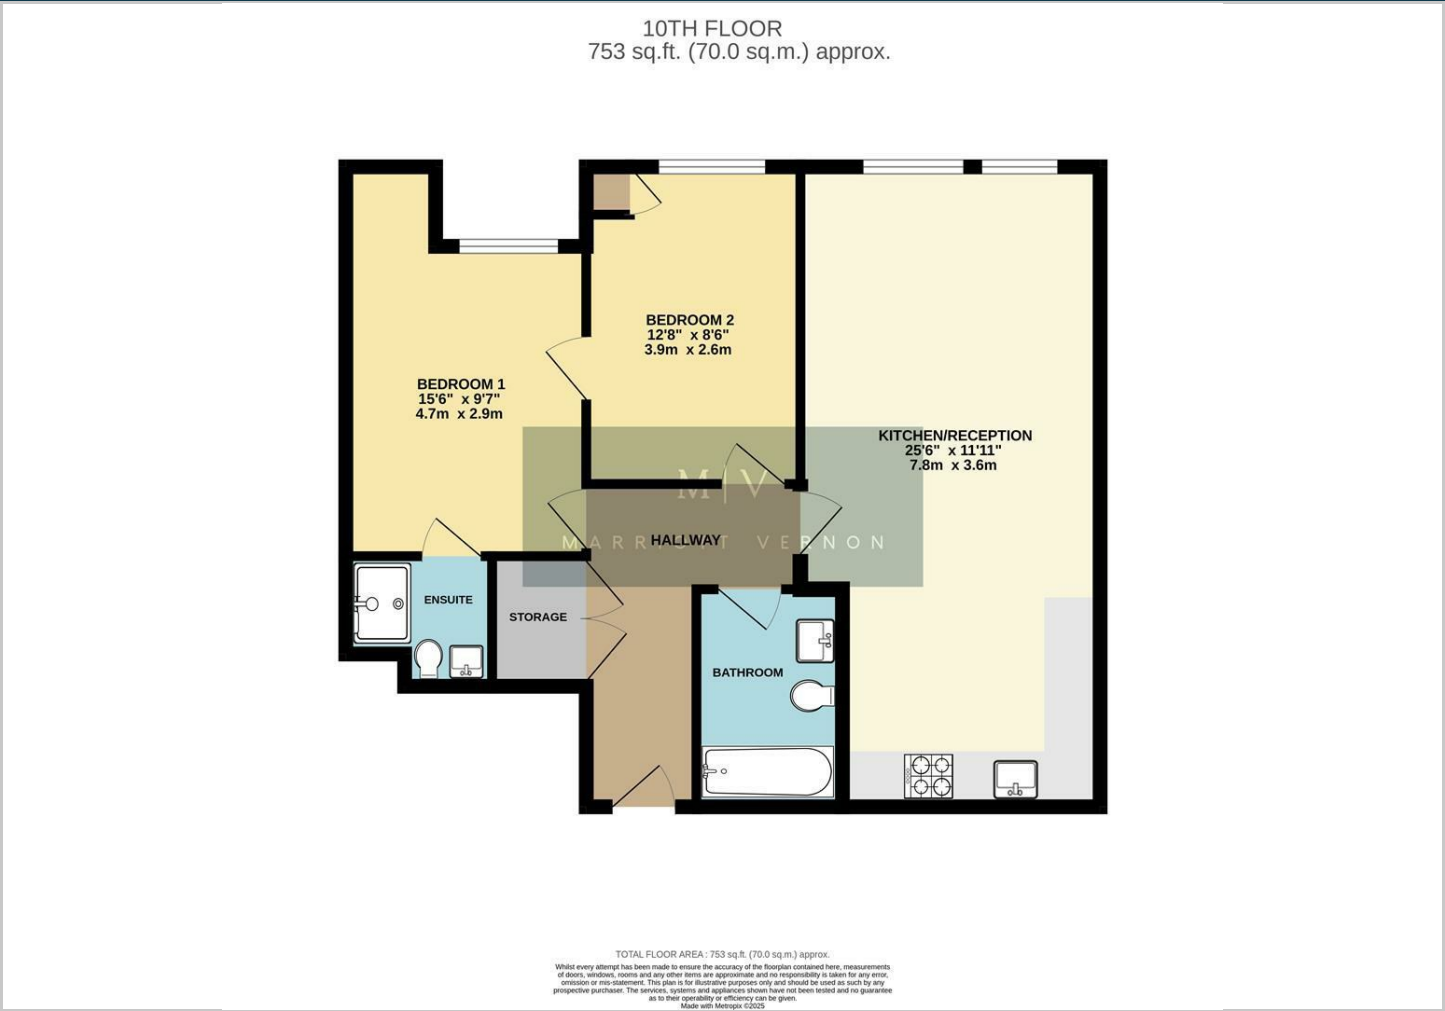 10TH FLOOR
753 sq.ft. (70.0 sq.m.) approx.
BEDROOM 2
12'8" x 8'6"
3.9m x 2.6m
BEDROOM 1
15'6" x 9'7"
4.7m x 2.9m
KITCHEN/RECEPTION
25'6" x 11'11"
7.8m x 3.6m
M | V
HALLWAY
MARRIOTT VERNON
ENSUITE
STORAGE
BATHROOM
TOTAL FLOOR AREA : 753 sq.ft. (70.0 sq.m.) approx.
Whilst every attempt has been made to ensure the accuracy of the floorplan contained here, measurements
of doors, windows, rooms and any other items are approximate and no responsibility is taken for any error,
omission or mis-statement. This plan is for illustrative purposes only and should be used as such by any
prospective purchaser. The services, systems and appliances shown have not been tested and no guarantee
as to their operability or efficiency can be given.
Made with Metropix ©2025